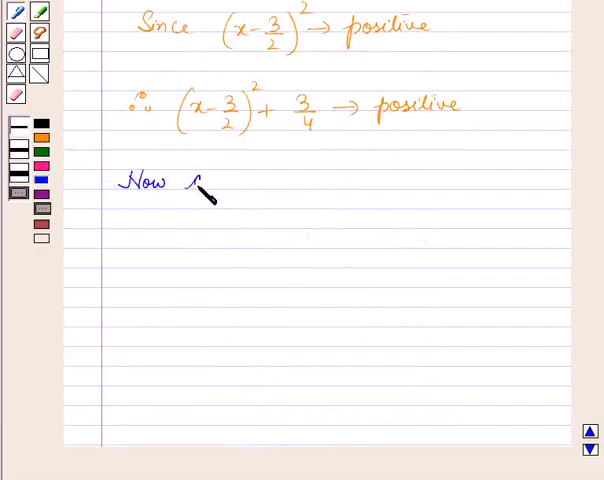 Since (x - 3/2)² → positive
∴ (x - 3/2)² + 3/4 → positive
Now